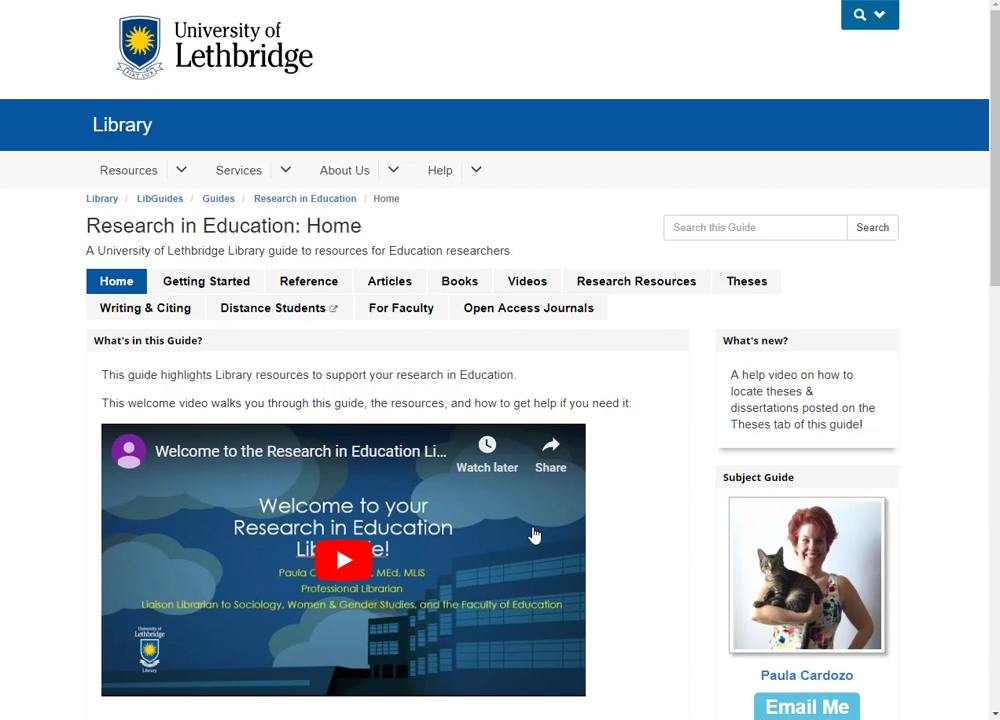 University of
Lethbridge
FIAT LUX
Library
Resources
Services
About Us
Help
Library / LibGuides / Guides / Research in Education / Home
Research in Education: Home
Search this Guide
Search
A University of Lethbridge Library guide to resources for Education researchers.
Home
Getting Started
Reference
Articles
Books
Videos
Research Resources
Theses
Writing & Citing
Distance Students
For Faculty
Open Access Journals
What's in this Guide?
This guide highlights Library resources to support your research in Education.
This welcome video walks you through this guide, the resources, and how to get help if you need it:
Welcome to the Research in Education Li...
Watch later
Share
Welcome to your
Research in Education
Paula
MEd, MLIS
Professional Librarian
Liaison Librarian to Sociology, Women & Gender Studies, and the Faculty of Education
University of
Lethbridge
Library
What's new?
A help video on how to
locate theses &
dissertations posted on the
Theses tab of this guide!
Subject Guide
Paula Cardozo
Email Me